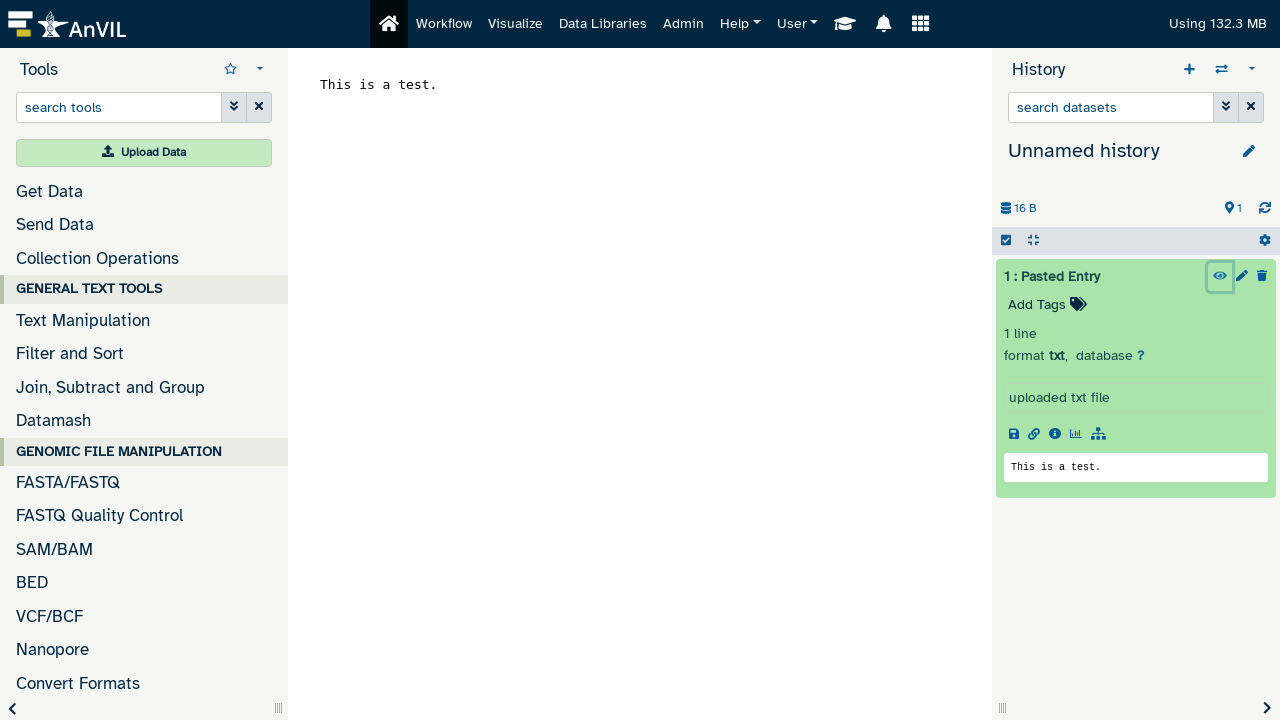 AnVIL
Workflow
Visualize
Data Libraries
Admin
Help
User
Using 132.3 MB
Tools
search tools
Upload Data
Get Data
Send Data
Collection Operations
GENERAL TEXT TOOLS
Text Manipulation
Filter and Sort
Join, Subtract and Group
Datamash
GENOMIC FILE MANIPULATION
FASTA/FASTQ
FASTQ Quality Control
SAM/BAM
BED
VCF/BCF
Nanopore
Convert Formats
This is a test.
History
search datasets
Unnamed history
16 B
1
1 : Pasted Entry
Add Tags
1 line
format txt, database ?
uploaded txt file
This is a test.